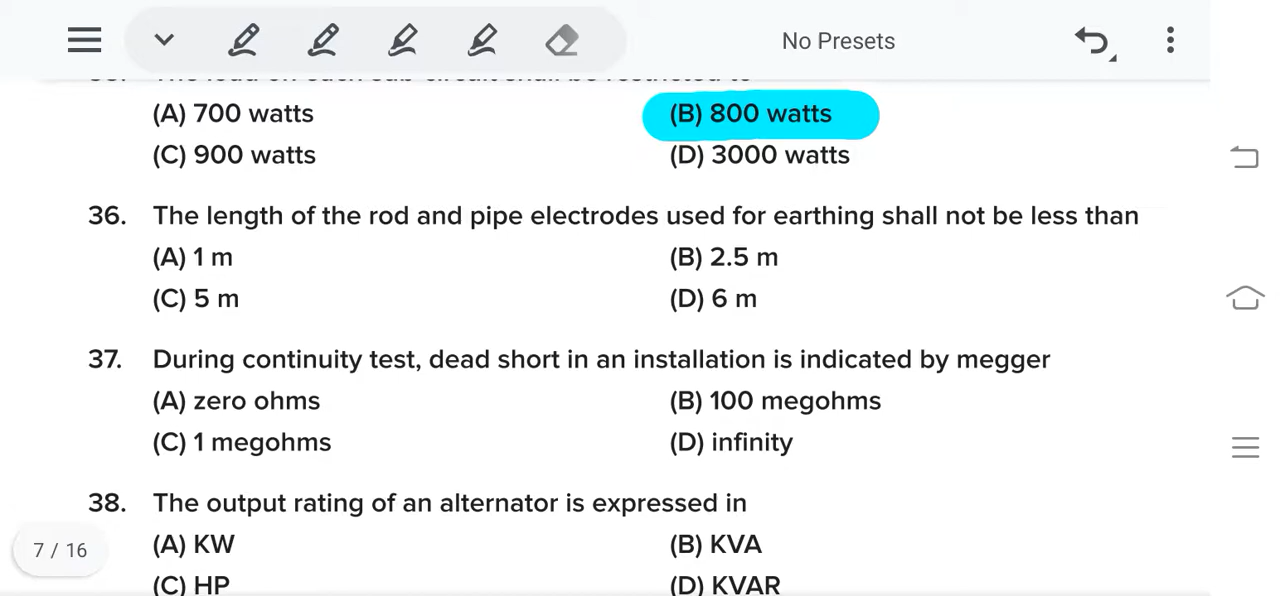 No Presets
(A) 700 watts
(B) 800 watts
(C) 900 watts
(D) 3000 watts
36. The length of the rod and pipe electrodes used for earthing shall not be less than
(A) 1 m
(B) 2.5 m
(C) 5 m
(D) 6 m
37. During continuity test, dead short in an installation is indicated by megger
(A) zero ohms
(B) 100 megohms
(C) 1 megohms
(D) infinity
38. The output rating of an alternator is expressed in
(A) KW
(B) KVA
(C) HP
(D) KVAR
7 / 16